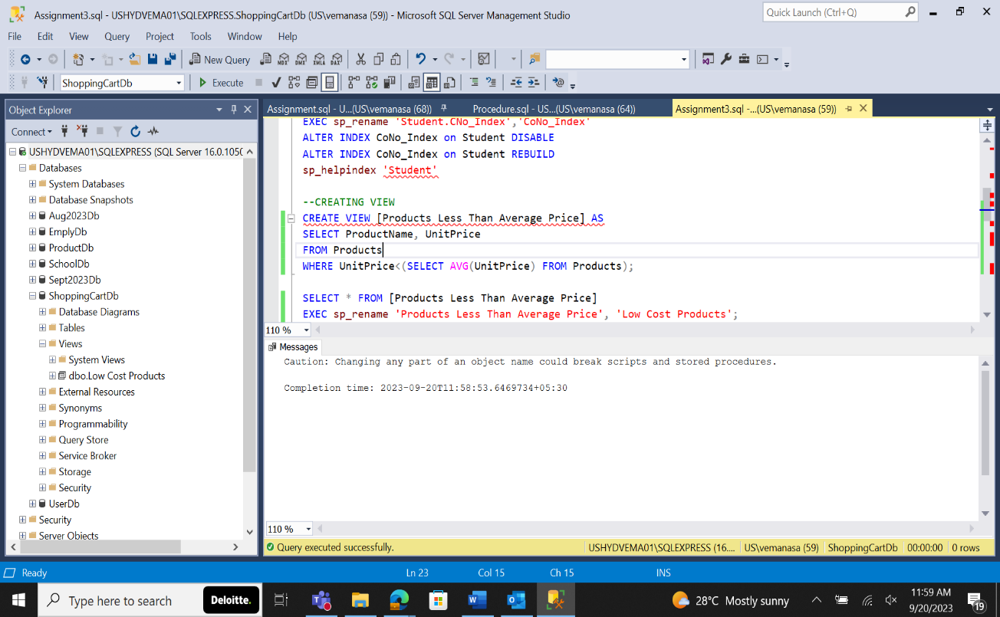 Assignment3.sql - USHYDVEMA01\SQLEXPRESS.ShoppingCartDb (US\vemanasa (59)) - Microsoft SQL Server Management Studio
Quick Launch (Ctrl+Q)
File Edit View Query Project Tools Window Help
New Query
MDX DMX XMLA DAX
ShoppingCartDb
Execute
Object Explorer
Connect
USHYDVEMA01\SQLEXPRESS (SQL Server 16.0.1050
Databases
System Databases
Database Snapshots
Aug2023Db
EmplyDb
ProductDb
SchoolDb
Sept2023Db
ShoppingCartDb
Database Diagrams
Tables
Views
System Views
dbo.Low Cost Products
External Resources
Synonyms
Programmability
Query Store
Service Broker
Storage
Security
UserDb
Security
Server Objects
Assignment.sql - U...(US\vemanasa (68)) Procedure.sql - US...(US\vemanasa (64)) Assignment3.sql -...(US\vemanasa (59))
EXEC sp_rename 'Student.CNo_Index','CoNo_Index'
ALTER INDEX CoNo_Index on Student DISABLE
ALTER INDEX CoNo_Index on Student REBUILD
sp_helpindex 'Student'
--CREATING VIEW
CREATE VIEW [Products Less Than Average Price] AS
SELECT ProductName, UnitPrice
FROM Products
WHERE UnitPrice<(SELECT AVG(UnitPrice) FROM Products);
SELECT * FROM [Products Less Than Average Price]
EXEC sp_rename 'Products Less Than Average Price', 'Low Cost Products';
110 %
Messages
Caution: Changing any part of an object name could break scripts and stored procedures.
Completion time: 2023-09-20T11:58:53.6469734+05:30
110 %
Query executed successfully. USHYDVEMA01\SQLEXPRESS (16.... US\vemanasa (59) ShoppingCartDb 00:00:00 0 rows
Ready Ln 23 Col 15 Ch 15 INS
Type here to search Deloitte. 28°C Mostly sunny 11:59 AM
9/20/2023 19